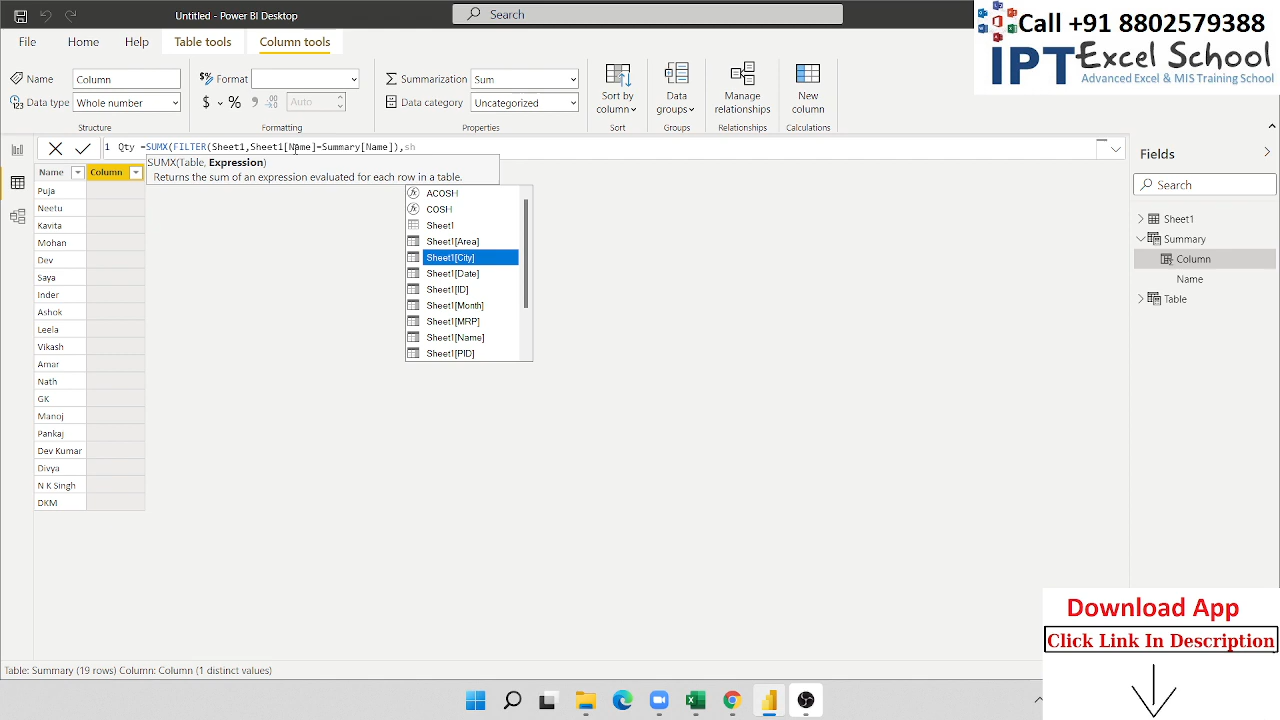 Untitled - Power BI Desktop
Search
Call +91 8802579388
IPT Excel School
Advanced Excel & MIS Training School
File
Home
Help
Table tools
Column tools
Name
Column
Format
Summarization
Sum
Data type
Whole number
$
%
Auto
Data category
Uncategorized
Sort by
column
Data
groups
Manage
relationships
New
column
Structure
Formatting
Properties
Sort
Groups
Relationships
Calculations
1 Qty =SUMX(FILTER(Sheet1,Sheet1[Name]=Summary[Name]),sh
SUMX(Table, Expression)
Returns the sum of an expression evaluated for each row in a table.
ACOSH
COSH
Sheet1
Sheet1[Area]
Sheet1[City]
Sheet1[Date]
Sheet1[ID]
Sheet1[Month]
Sheet1[MRP]
Sheet1[Name]
Sheet1[PID]
Name
Column
Puja
Neetu
Kavita
Mohan
Dev
Saya
Inder
Ashok
Leela
Vikash
Amar
Nath
GK
Manoj
Pankaj
Dev Kumar
Divya
N K Singh
DKM
Fields
Search
Sheet1
Summary
Column
Name
Table
Download App
Click Link In Description
Table: Summary (19 rows) Column: Column (1 distinct values)